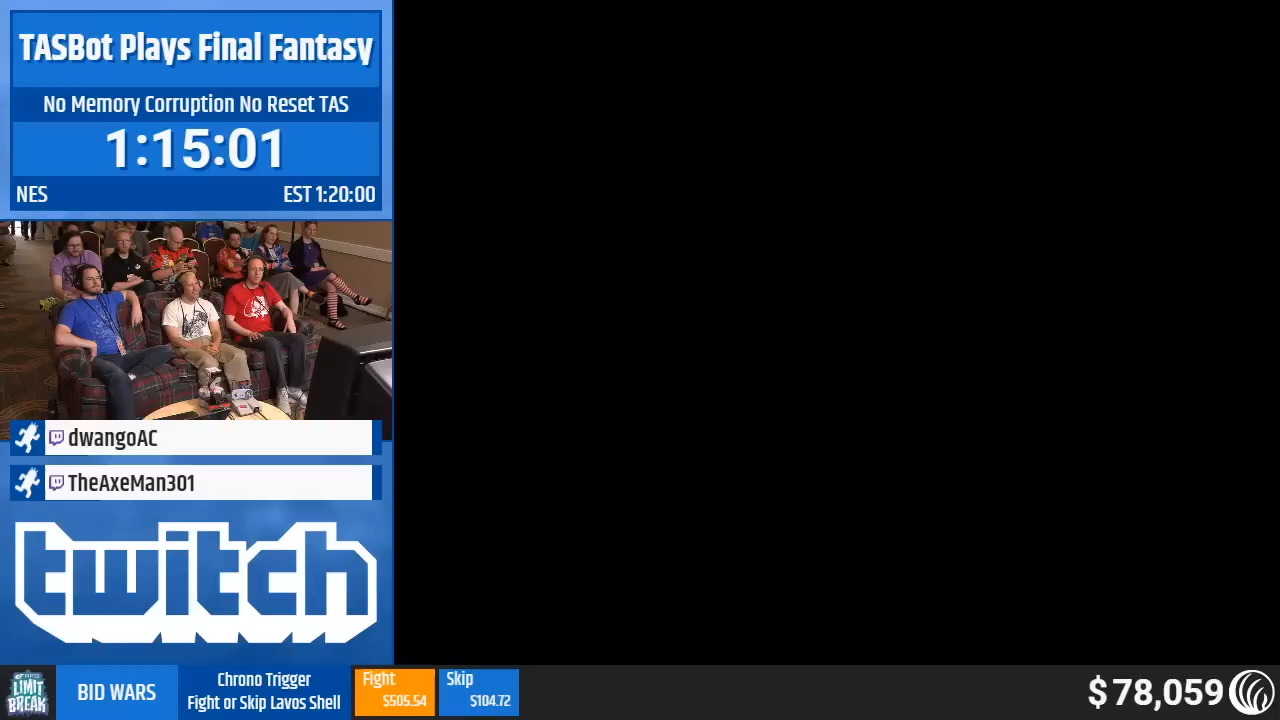 TASBot Plays Final Fantasy
No Memory Corruption No Reset TAS
1:15:01
NES
EST 1:20:00
dwangoAC
TheAxeMan301
twitch
LIMIT
BREAK
BID WARS
Chrono Trigger
Fight or Skip Lavos Shell
Fight
$505.54
Skip
$104.72
$78,059